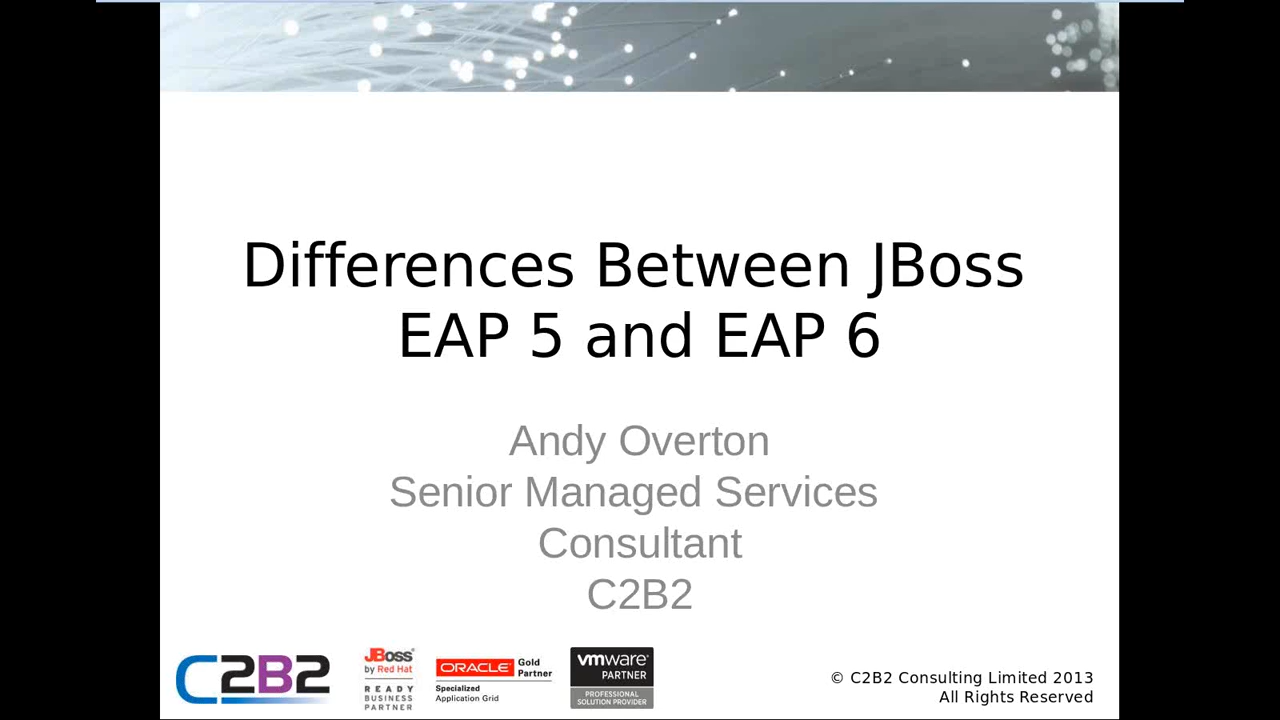 Differences Between JBoss
EAP 5 and EAP 6
Andy Overton
Senior Managed Services
Consultant
C2B2
C2B2
JBoss
by Red Hat
READY
BUSINESS
PARTNER
ORACLE Gold
Partner
Specialized
Application Grid
vmware
PARTNER
PROFESSIONAL
SOLUTION PROVIDER
© C2B2 Consulting Limited 2013
All Rights Reserved